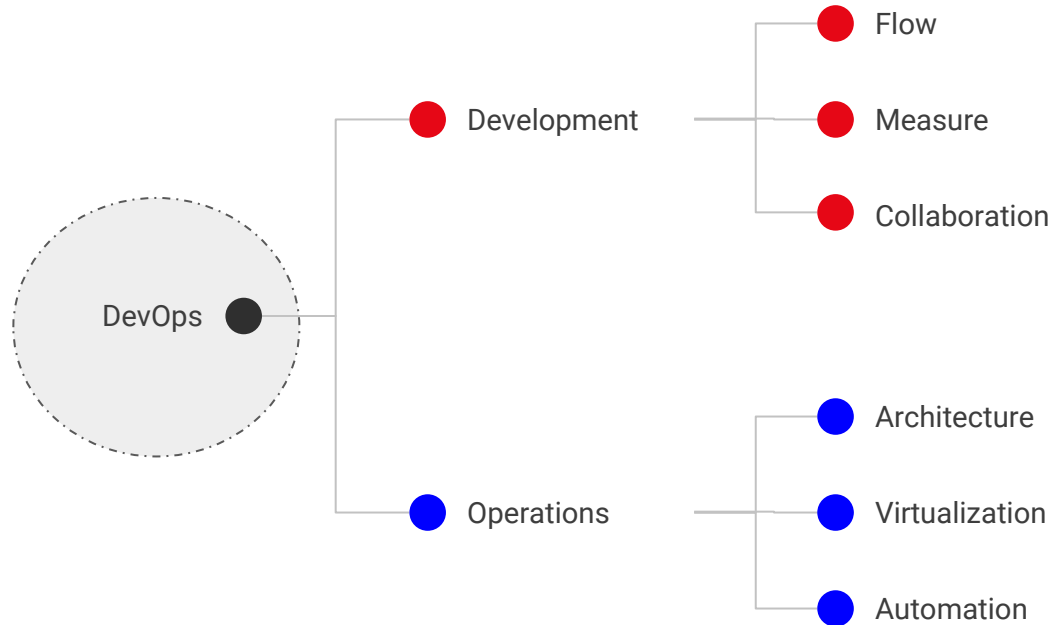 Flow
Development
Measure
Collaboration
DevOps
Architecture
Operations
Virtualization
Automation